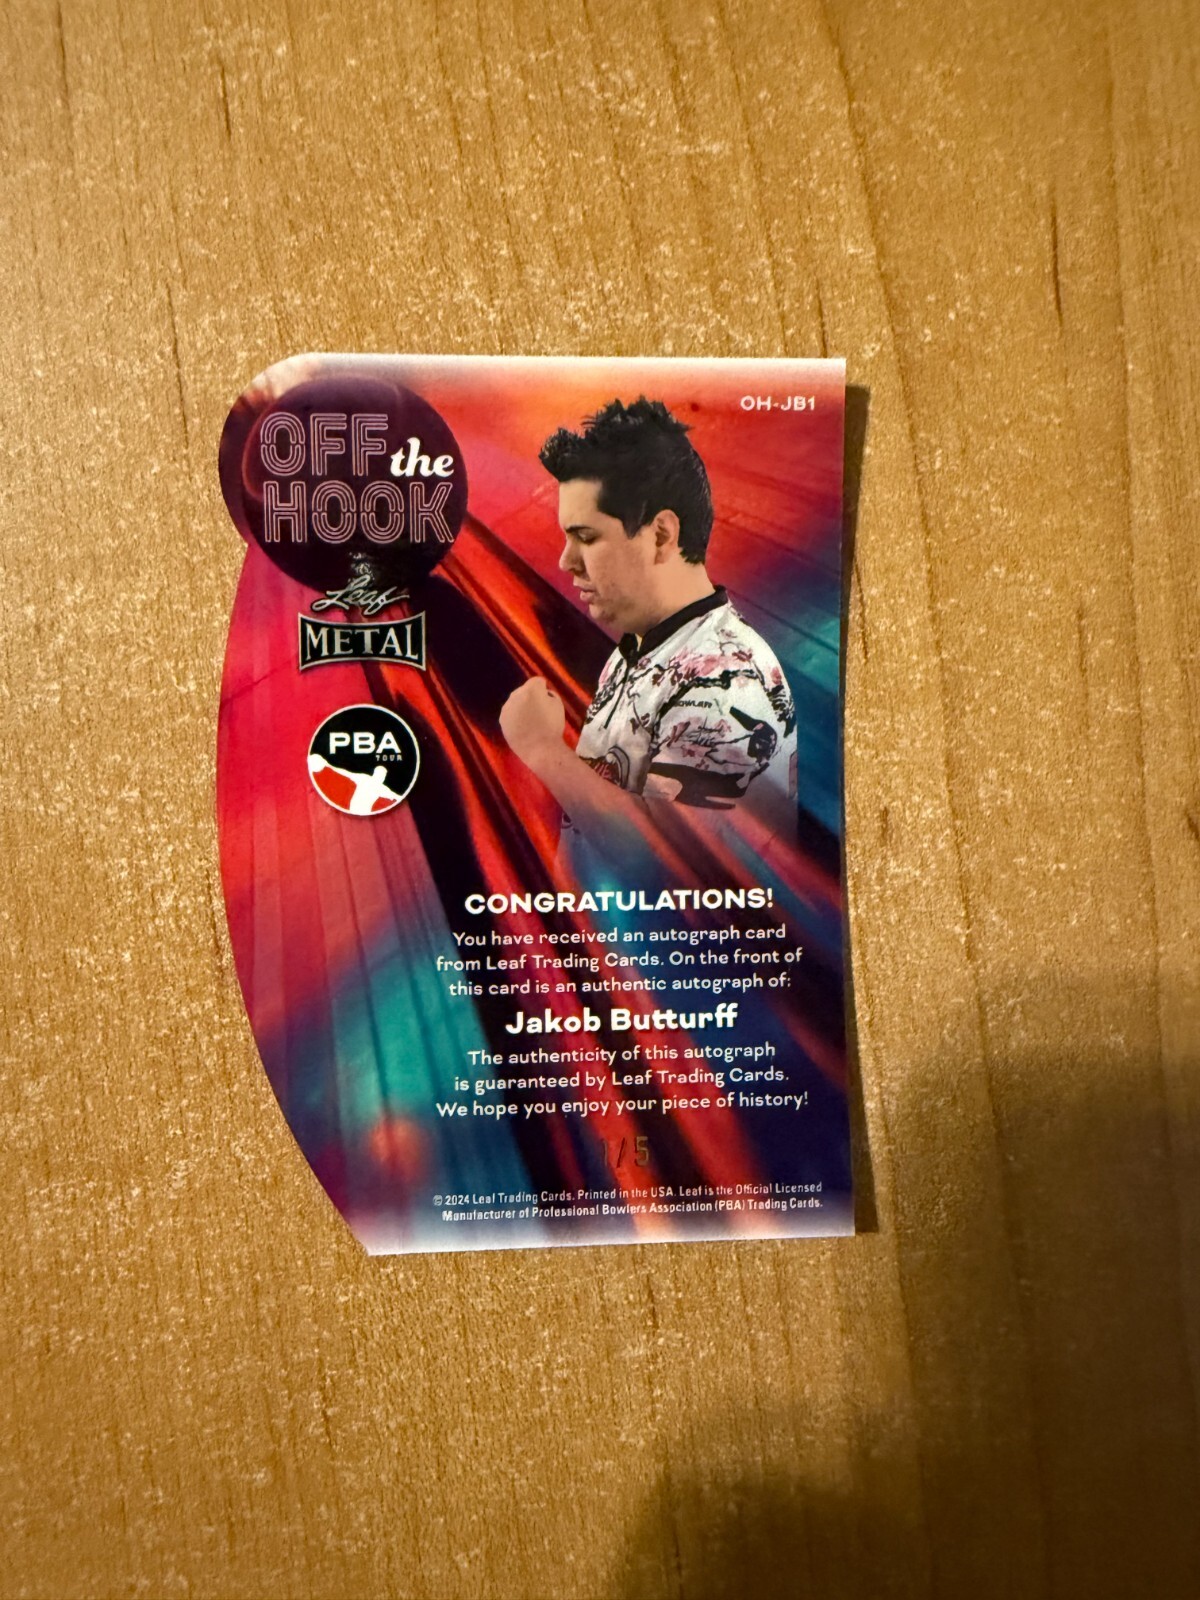 OH-JB1
OFF the
HOOK
Leaf
METAL
PBA
TOUR
CONGRATULATIONS!
You have received an autograph card
from Leaf Trading Cards. On the front of
this card is an authentic autograph of:
Jakob Butturff
The authenticity of this autograph
is guaranteed by Leaf Trading Cards.
We hope you enjoy your piece of history!
1/5
© 2024 Leaf Trading Cards. Printed in the USA. Leaf is the Official Licensed
Manufacturer of Professional Bowlers Association (PBA) Trading Cards.